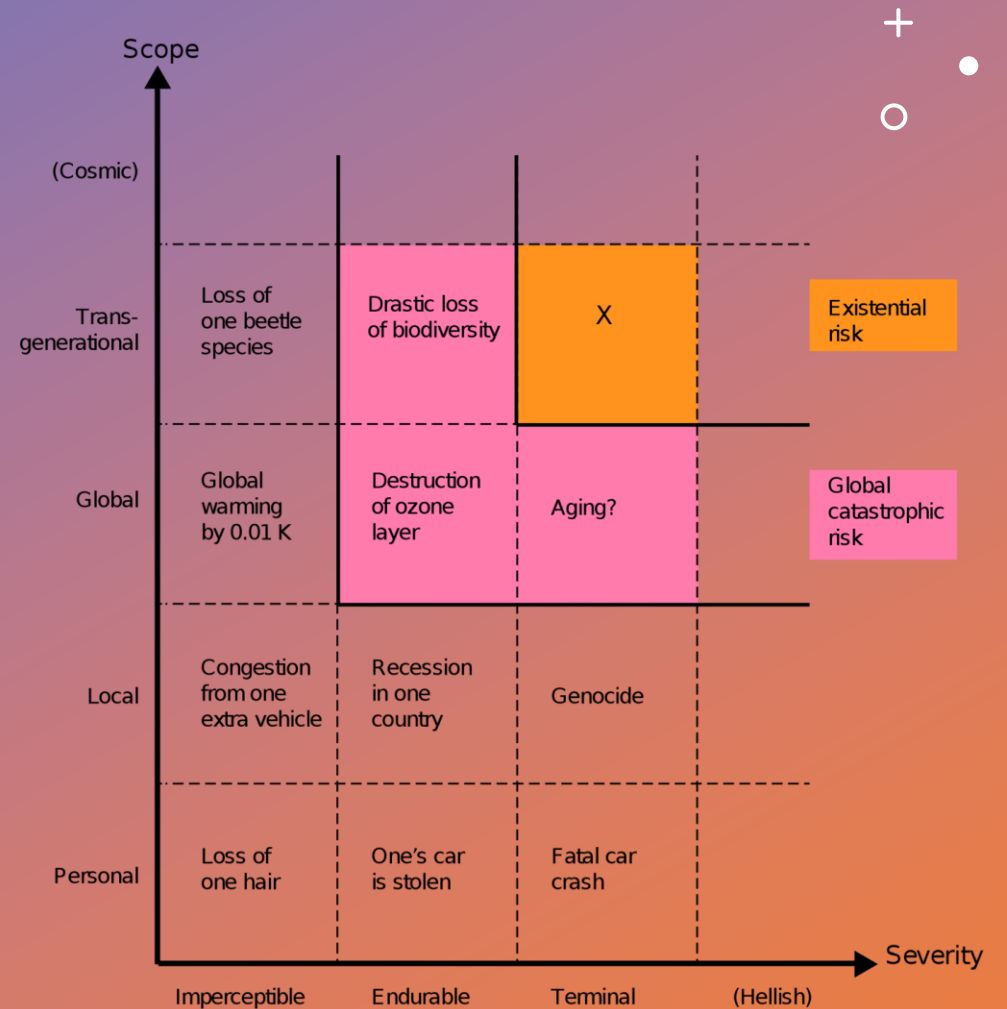 Scope
(Cosmic)
Trans-
generational
Loss of
one beetle
species
Drastic loss
of biodiversity
X
Existential
risk
Global
Global
warming
by 0.01 K
Destruction
of ozone
layer
Aging?
Global
catastrophic
risk
Local
Congestion
from one
extra vehicle
Recession
in one
country
Genocide
Personal
Loss of
one hair
One’s car
is stolen
Fatal car
crash
Severity
Imperceptible
Endurable
Terminal
(Hellish)